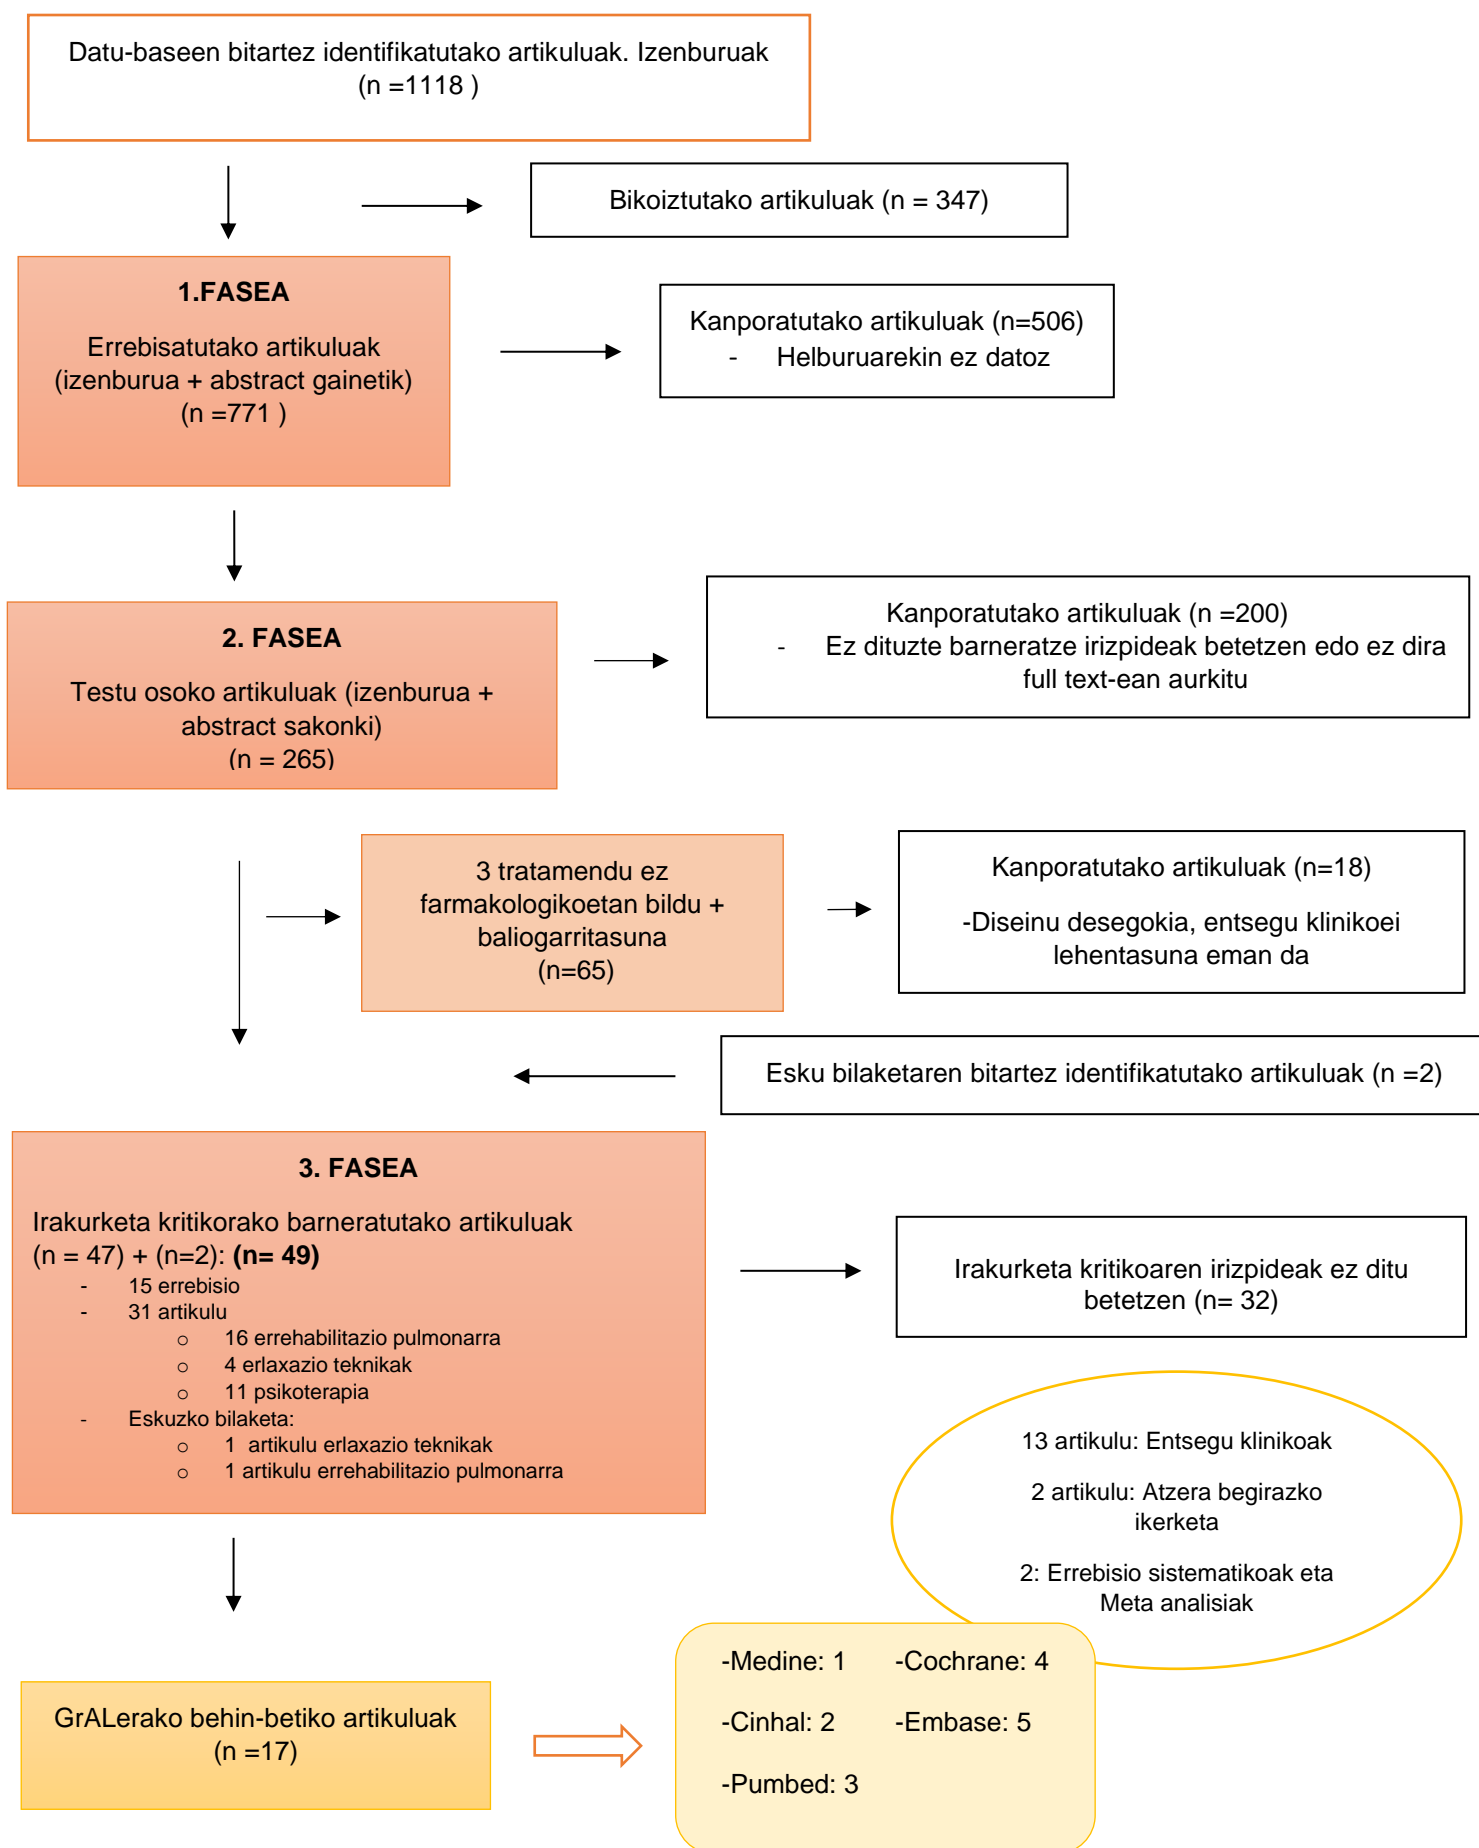 Datu-baseen bitartez identifikatutako artikuluak. Izenburuak
(n =1118 )
Bikoiztutako artikuluak (n = 347)
1.FASEA
Errebisatutako artikuluak
(izenburua + abstract gainetik)
(n =771 )
Kanporatutako artikuluak (n=506)
- Helburuarekin ez datoz
2. FASEA
Testu osoko artikuluak (izenburua +
abstract sakonki)
(n = 265)
Kanporatutako artikuluak (n =200)
- Ez dituzte barneratze irizpideak betetzen edo ez dira
full text-ean aurkitu
3 tratamendu ez
farmakologikoetan bildu +
baliogarritasuna
(n=65)
Kanporatutako artikuluak (n=18)
-Diseinu desegokia, entsegu klinikoei
lehentasuna eman da
Esku bilaketaren bitartez identifikatutako artikuluak (n =2)
3. FASEA
Irakurketa kritikorako barneratutako artikuluak
(n = 47) + (n=2): (n= 49)
- 15 errebisio
- 31 artikulu
o 16 errehabilitazio pulmonarra
o 4 erlaxazio teknikak
o 11 psikoterapia
- Eskuzko bilaketa:
o 1 artikulu erlaxazio teknikak
o 1 artikulu errehabilitazio pulmonarra
Irakurketa kritikoaren irizpideak ez ditu
betetzen (n= 32)
13 artikulu: Entsegu klinikoak
2 artikulu: Atzera begirazko
ikerketa
2: Errebisio sistematikoak eta
Meta analisiak
GrALerako behin-betiko artikuluak
(n =17)
-Medine: 1 -Cochrane: 4
-Cinhal: 2 -Embase: 5
-Pumbed: 3